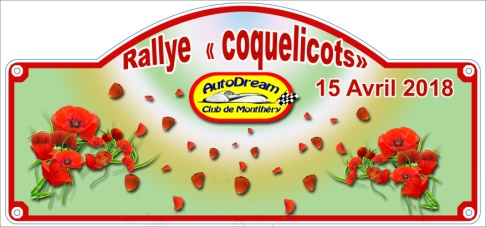 Rallye « coquelicots»
AutoDream
Club de Montlhéry
15 Avril 2018